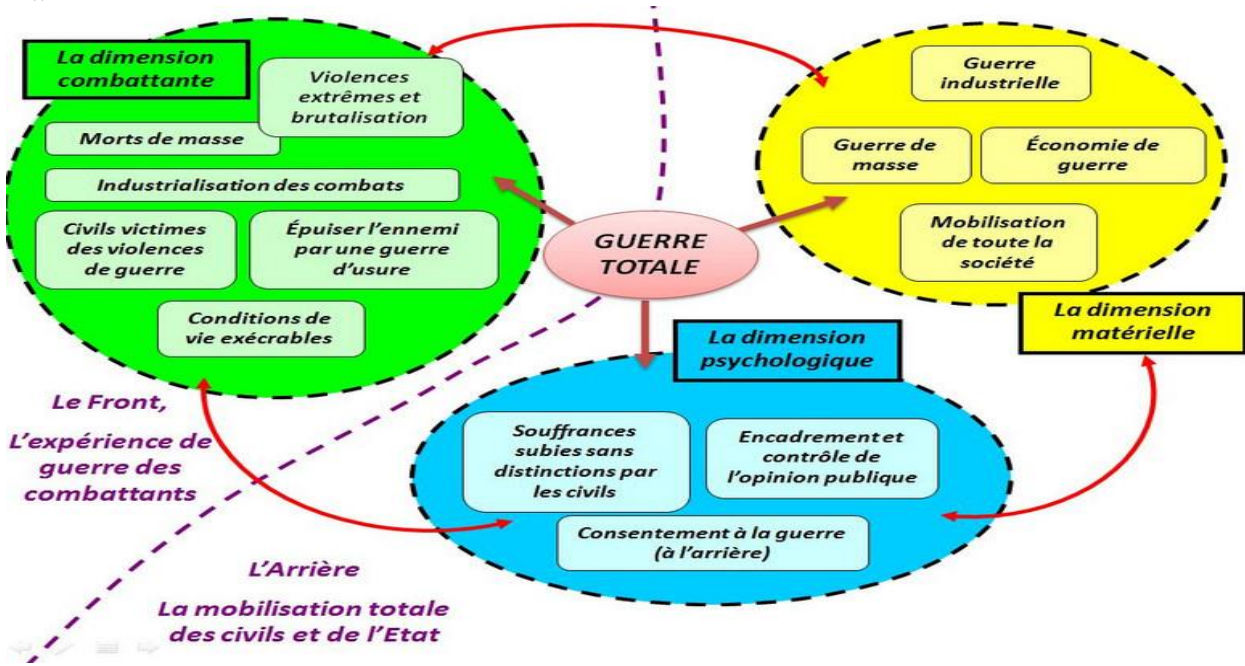 La dimension
combattante
Violences
extrêmes et
brutalisation
Morts de masse
Industrialisation des combats
Civils victimes
des violences
de guerre
Épuiser l'ennemi
par une guerre
d'usure
Conditions de
vie exécrables
Guerre
industrielle
Guerre de
masse
Économie de
guerre
Mobilisation
de toute la
société
La dimension
matérielle
GUERRE
TOTALE
La dimension
psychologique
Souffrances
subies sans
distinctions par
les civils
Encadrement et
contrôle de
l'opinion publique
Consentement à la guerre
(à l'arrière)
Le Front,
L'expérience de
guerre des
combattants
L'Arrière
La mobilisation totale
des civils et de l'Etat